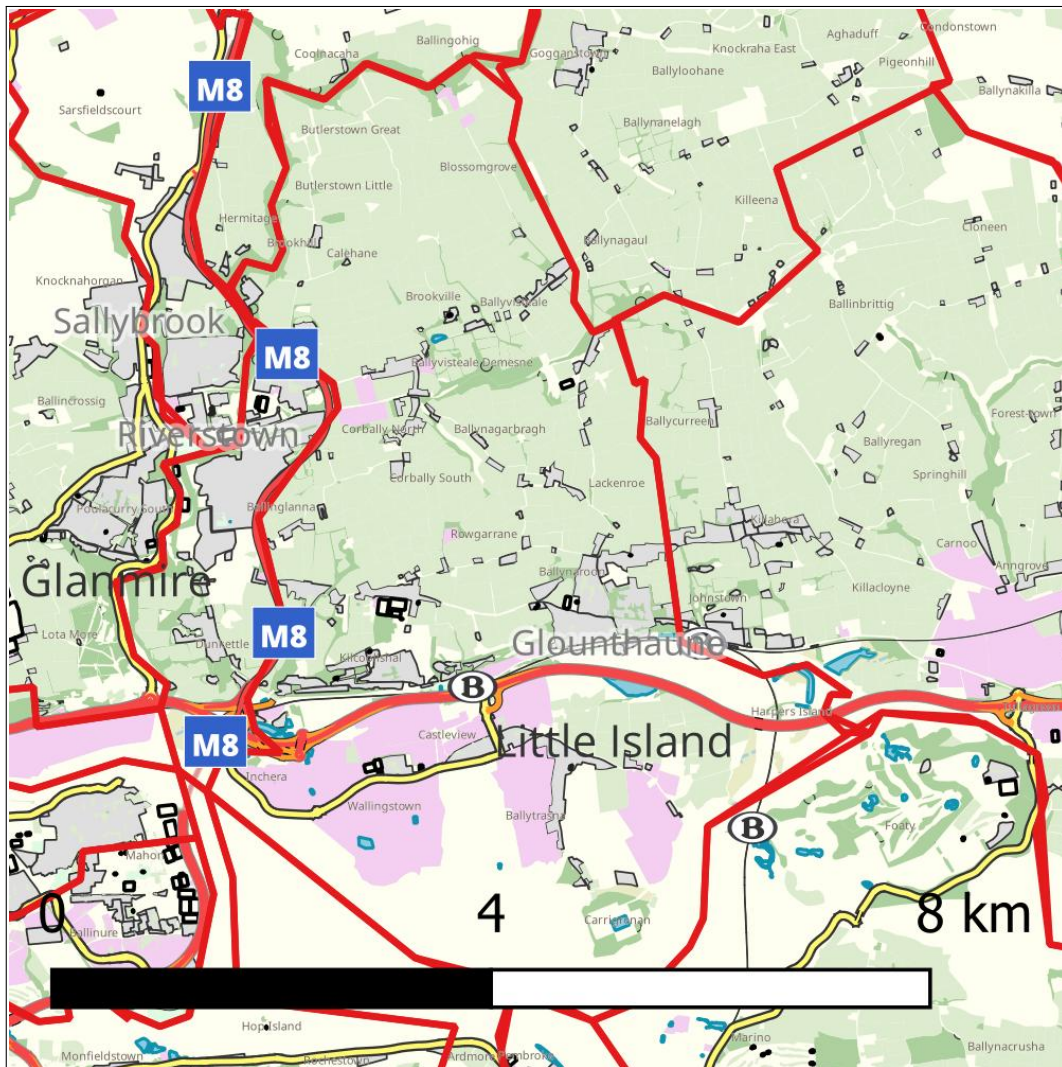 Condonstown
Ballingohig
Aghaduff
Coolnacaha
Gogganstown
Knockraha East
Pigeonhill
Ballyloohane
M8
Ballynakilla
Sarsfieldscourt
Ballynanelagh
Butlerstown Great
Blossomgrove
Butlerstown Little
Killeena
Hermitage
Cloneen
Brookhill
Ballynagaul
Calehane
Knocknahorgan
Brookville
Ballinbrittig
Sallybrook
M8
Ballyvisteale Demesne
Ballincrossig
Forest-town
Riverstown
Corbally North
Ballynagarbragh
Ballycurreen
Ballyregan
Corbally South
Springhill
Lackenroe
Poulacurry South
Ballinglanna
Killahora
Rowgarrane
Carnoo
Glanmire
Ballynaroon
Anngrove
Killacloyne
Johnstown
M8
Lota More
Dunkettle
Glounthaune
Kilcoolishal
B
Harpers Island
M8
Castleview
Little Island
Inchera
Wallingstown
Ballytrasna
Foaty
B
Mahon
0
4
8 km
Ballinure
Carrigrenan
Hop Island
Monfieldstown
Rochestown
Ardmore
Pembroke
Marino
Ballynacrusha